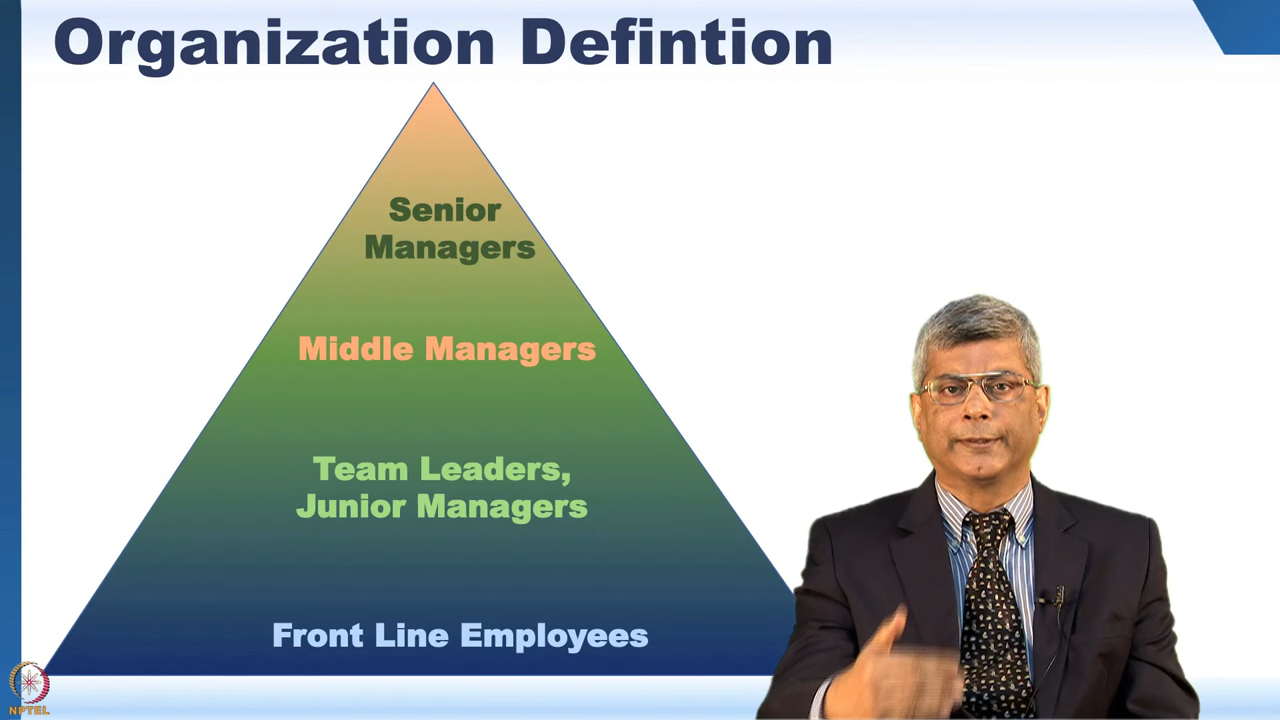 Organization Defintion
Senior
Managers
Middle Managers
Team Leaders,
Junior Managers
Front Line Employees
NPTEL